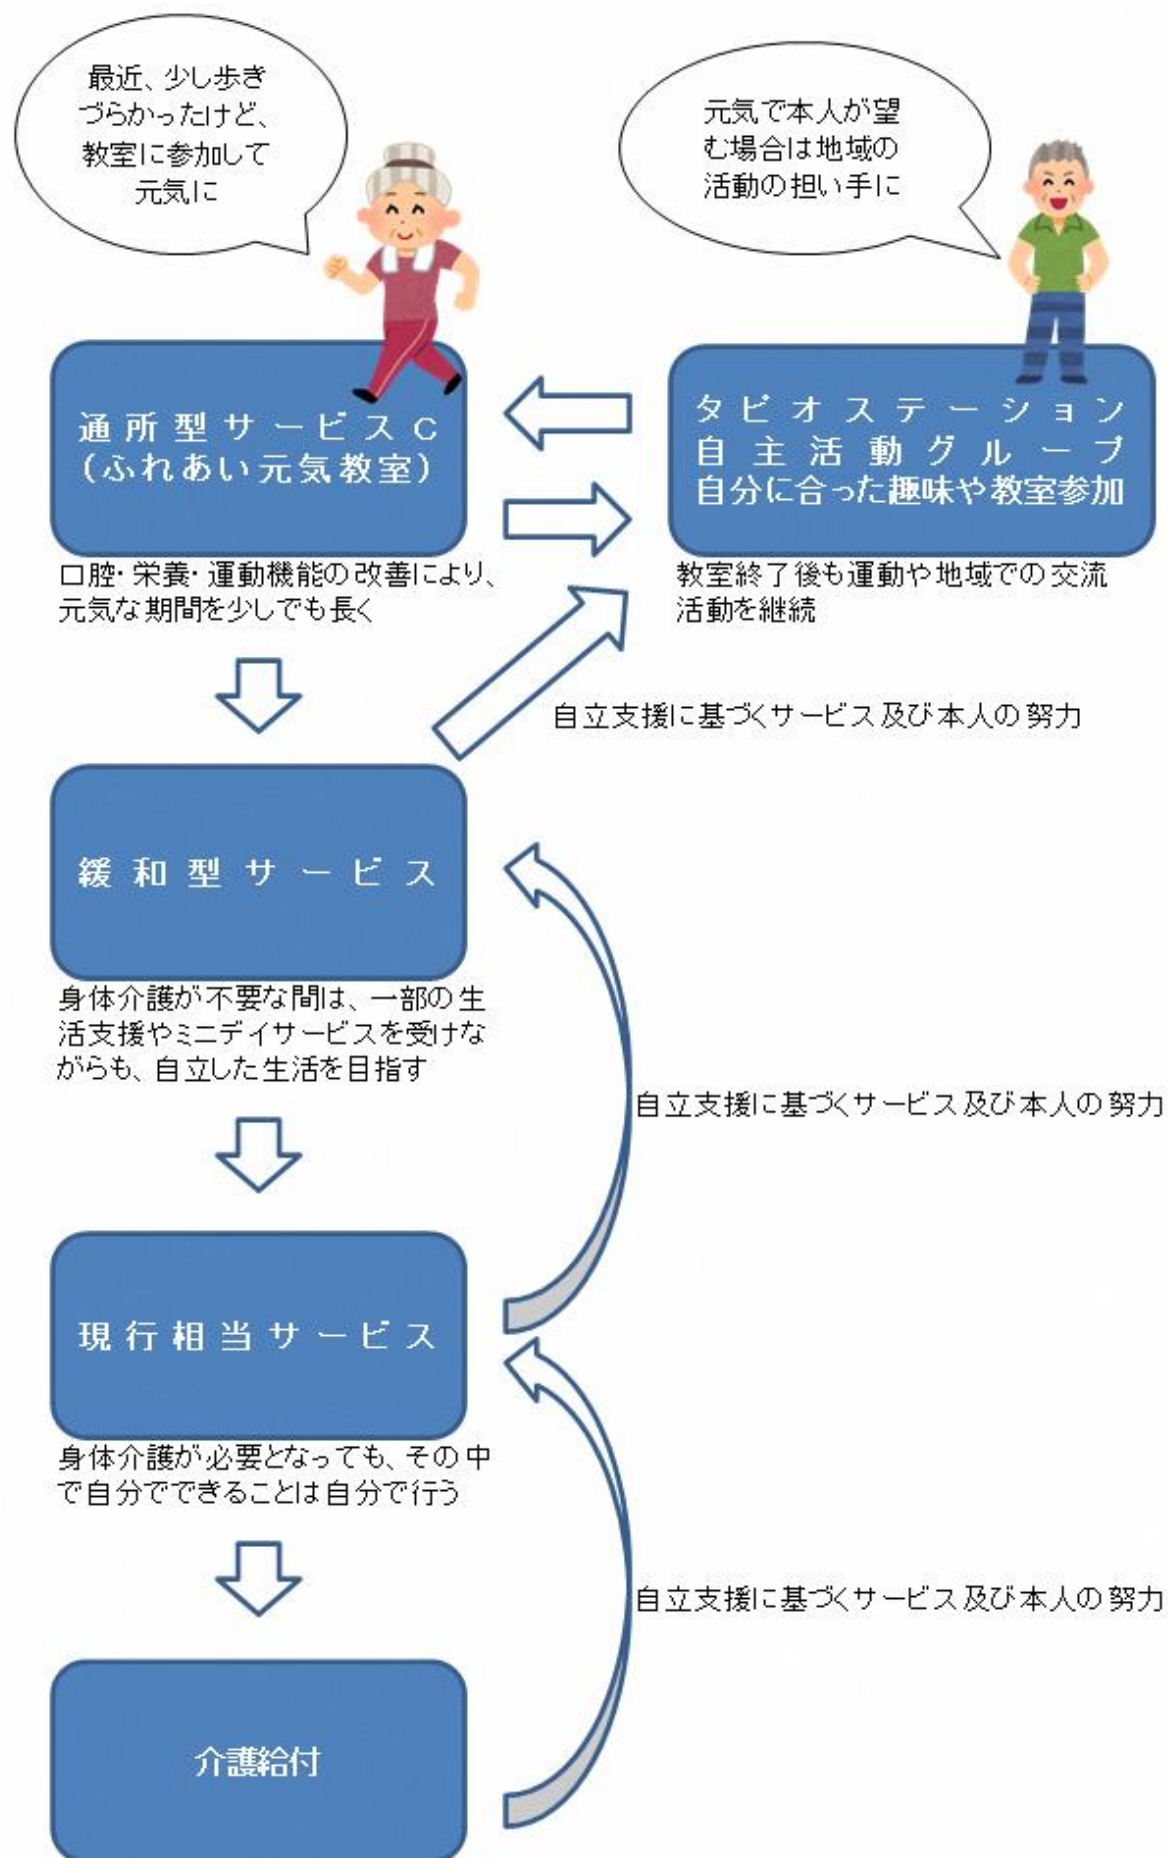 最近、少し歩き
づらかったけど、
教室に参加して
元気に
元気で本人が望
む場合は地域の
活動の担い手に
通所型サービスC
(ふれあい元気教室)
タピオステーション
自主活動グループ
自分に合った趣味や教室参加
口腔・栄養・運動機能の改善により、
元気な期間を少しでも長く
教室終了後も運動や地域での交流
活動を継続
自立支援に基づくサービス及び本人の努力
緩和型サービス
身体介護が不要な間は、一部の生
活支援やミニデイサービスを受けな
がらも、自立した生活を目指す
自立支援に基づくサービス及び本人の努力
現行相当サービス
身体介護が必要となっても、その中
で自分でできることは自分で行う
自立支援に基づくサービス及び本人の努力
介護給付